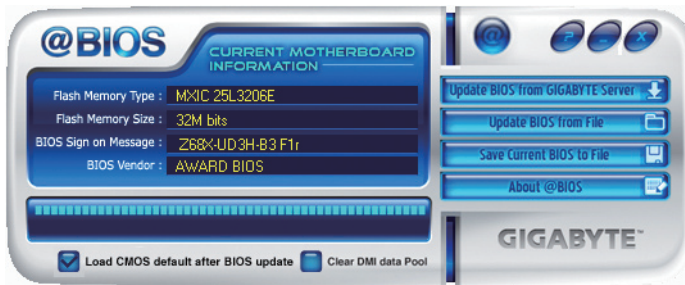 @BIOS
CURRENT MOTHERBOARD
INFORMATION
Flash Memory Type : MXIC 25L3206E
Flash Memory Size : 32M bits
BIOS Sign on Message : Z68X-UD3H-B3 F1r
BIOS Vendor : AWARD BIOS
Load CMOS default after BIOS update Clear DMI data Pool
@ ? - X
Update BIOS from GIGABYTE Server
Update BIOS from File
Save Current BIOS to File
About @BIOS
GIGABYTE™